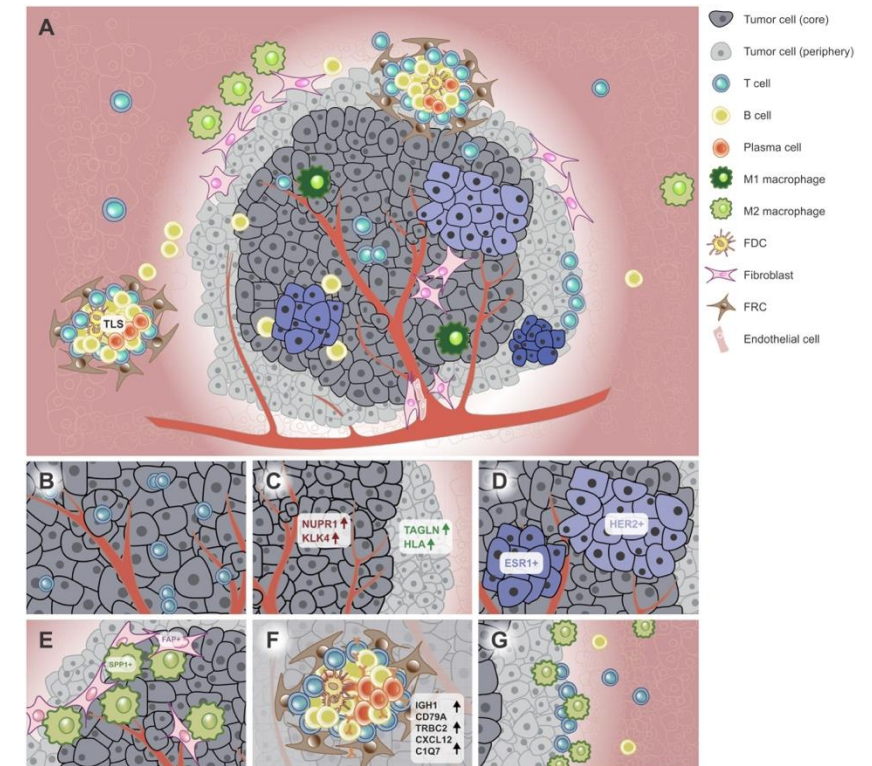 A
TLS
Tumor cell (core)
Tumor cell (periphery)
T cell
B cell
Plasma cell
M1 macrophage
M2 macrophage
FDC
Fibroblast
FRC
Endothelial cell
B
C
NUPR1
KLK4
TAGLN
HLA
D
HER2+
ESR1+
E
FAP+
SPP1+
F
IGH1
CD79A
TRBC2
CXCL12
C1Q7
G